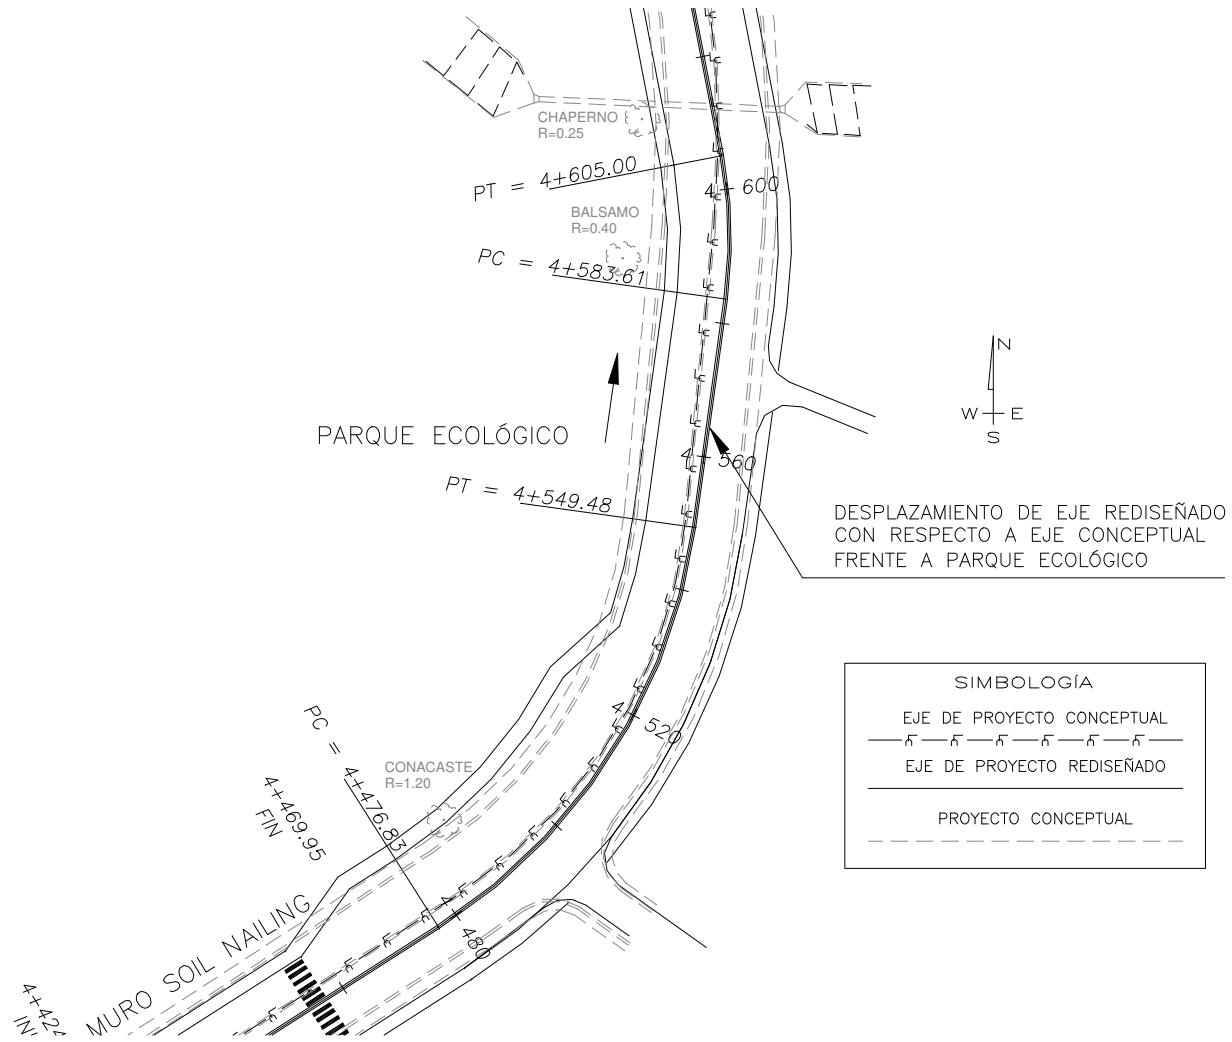 CHAPERNO
R=0.25
PT = 4+605.00
4+600
BALSAMO
R=0.40
PC = 4+583.61
N
W E
S
PARQUE ECOLÓGICO
4+560
PT = 4+549.48
DESPLAZAMIENTO DE EJE REDISEÑADO
CON RESPECTO A EJE CONCEPTUAL
FRENTE A PARQUE ECOLÓGICO
SIMBOLOGÍA
EJE DE PROYECTO CONCEPTUAL
EJE DE PROYECTO REDISEÑADO
PROYECTO CONCEPTUAL
4+520
PC = 4+476.83
CONACASTE
R=1.20
4+469.95
FIN
4+480
MURO SOIL NAILING
4+424